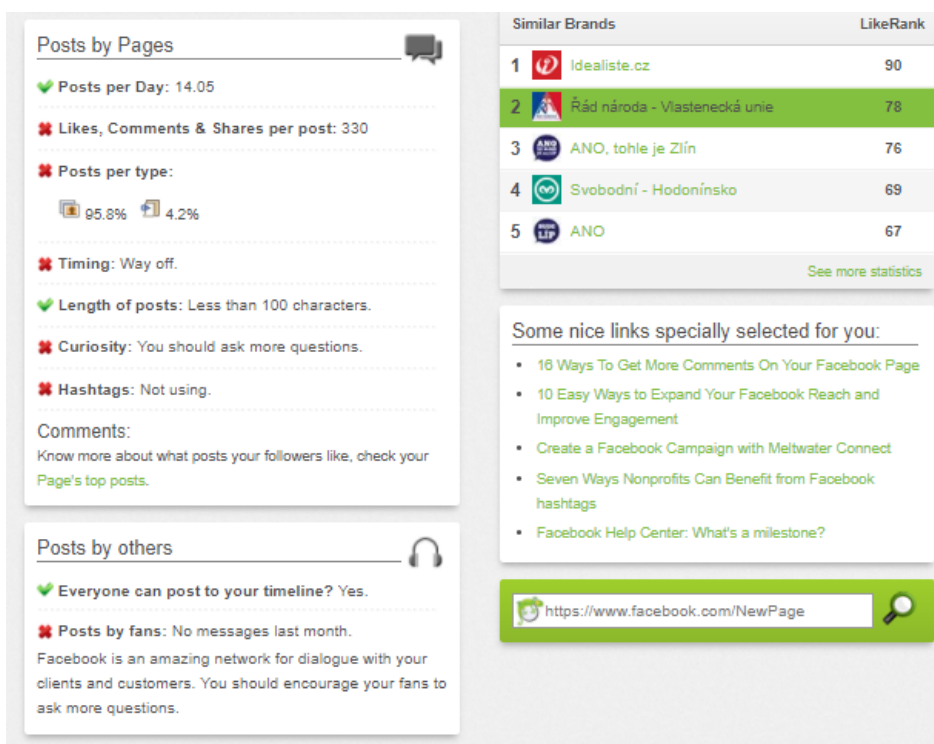 Posts by Pages
Posts per Day: 14.05
Likes, Comments & Shares per post: 330
Posts per type:
95.8% 4.2%
Timing: Way off.
Length of posts: Less than 100 characters.
Curiosity: You should ask more questions.
Hashtags: Not using.
Comments:
Know more about what posts your followers like, check your
Page's top posts.
Posts by others
Everyone can post to your timeline? Yes.
Posts by fans: No messages last month.
Facebook is an amazing network for dialogue with your
clients and customers. You should encourage your fans to
ask more questions.
Similar Brands LikeRank
1 Idealiste.cz 90
2 Řád národa - Vlastenecká unie 78
3 ANO, tohle je Zlín 76
4 Svobodní - Hodonínsko 69
5 ANO 67
See more statistics
Some nice links specially selected for you:
16 Ways To Get More Comments On Your Facebook Page
10 Easy Ways to Expand Your Facebook Reach and
Improve Engagement
Create a Facebook Campaign with Meltwater Connect
Seven Ways Nonprofits Can Benefit from Facebook
hashtags
Facebook Help Center: What's a milestone?
https://www.facebook.com/NewPage